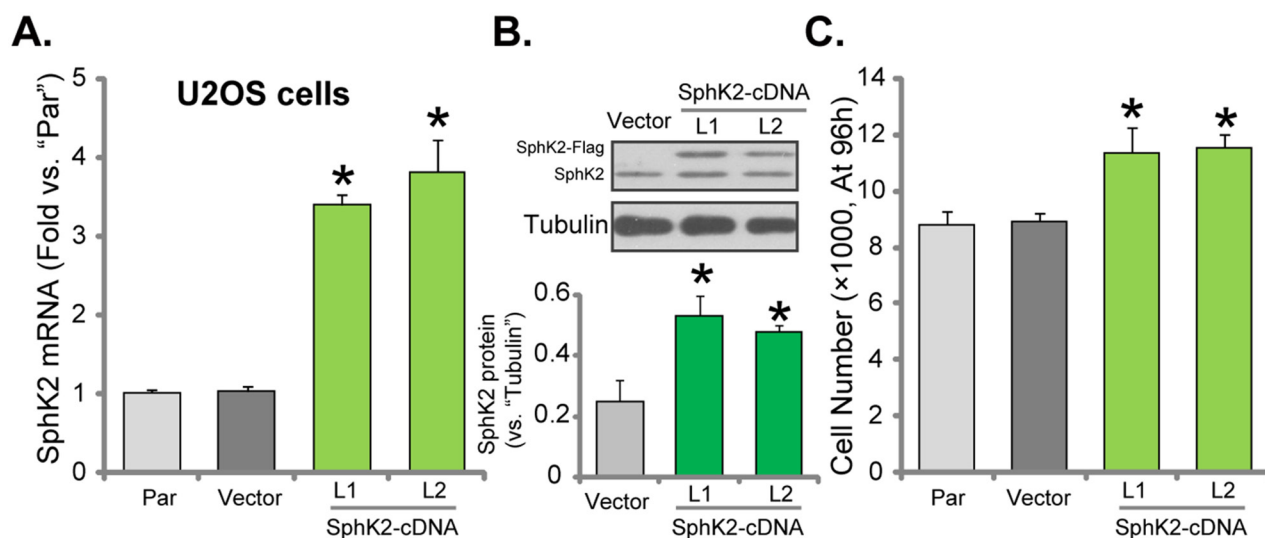 A.
SphK2 mRNA (Fold vs. “Par”)
5
4
3
2
1
0
U2OS cells
*
*
Par
Vector
L1
L2
SphK2-cDNA
B.
SphK2-cDNA
Vector
L1
L2
SphK2-Flag
SphK2
Tubulin
SphK2 protein
(vs. “Tubulin”)
0.6
0.4
0.2
0
*
*
Vector
L1
L2
SphK2-cDNA
C.
Cell Number (×1000, At 96h)
14
12
10
8
6
4
2
0
*
*
Par
Vector
L1
L2
SphK2-cDNA